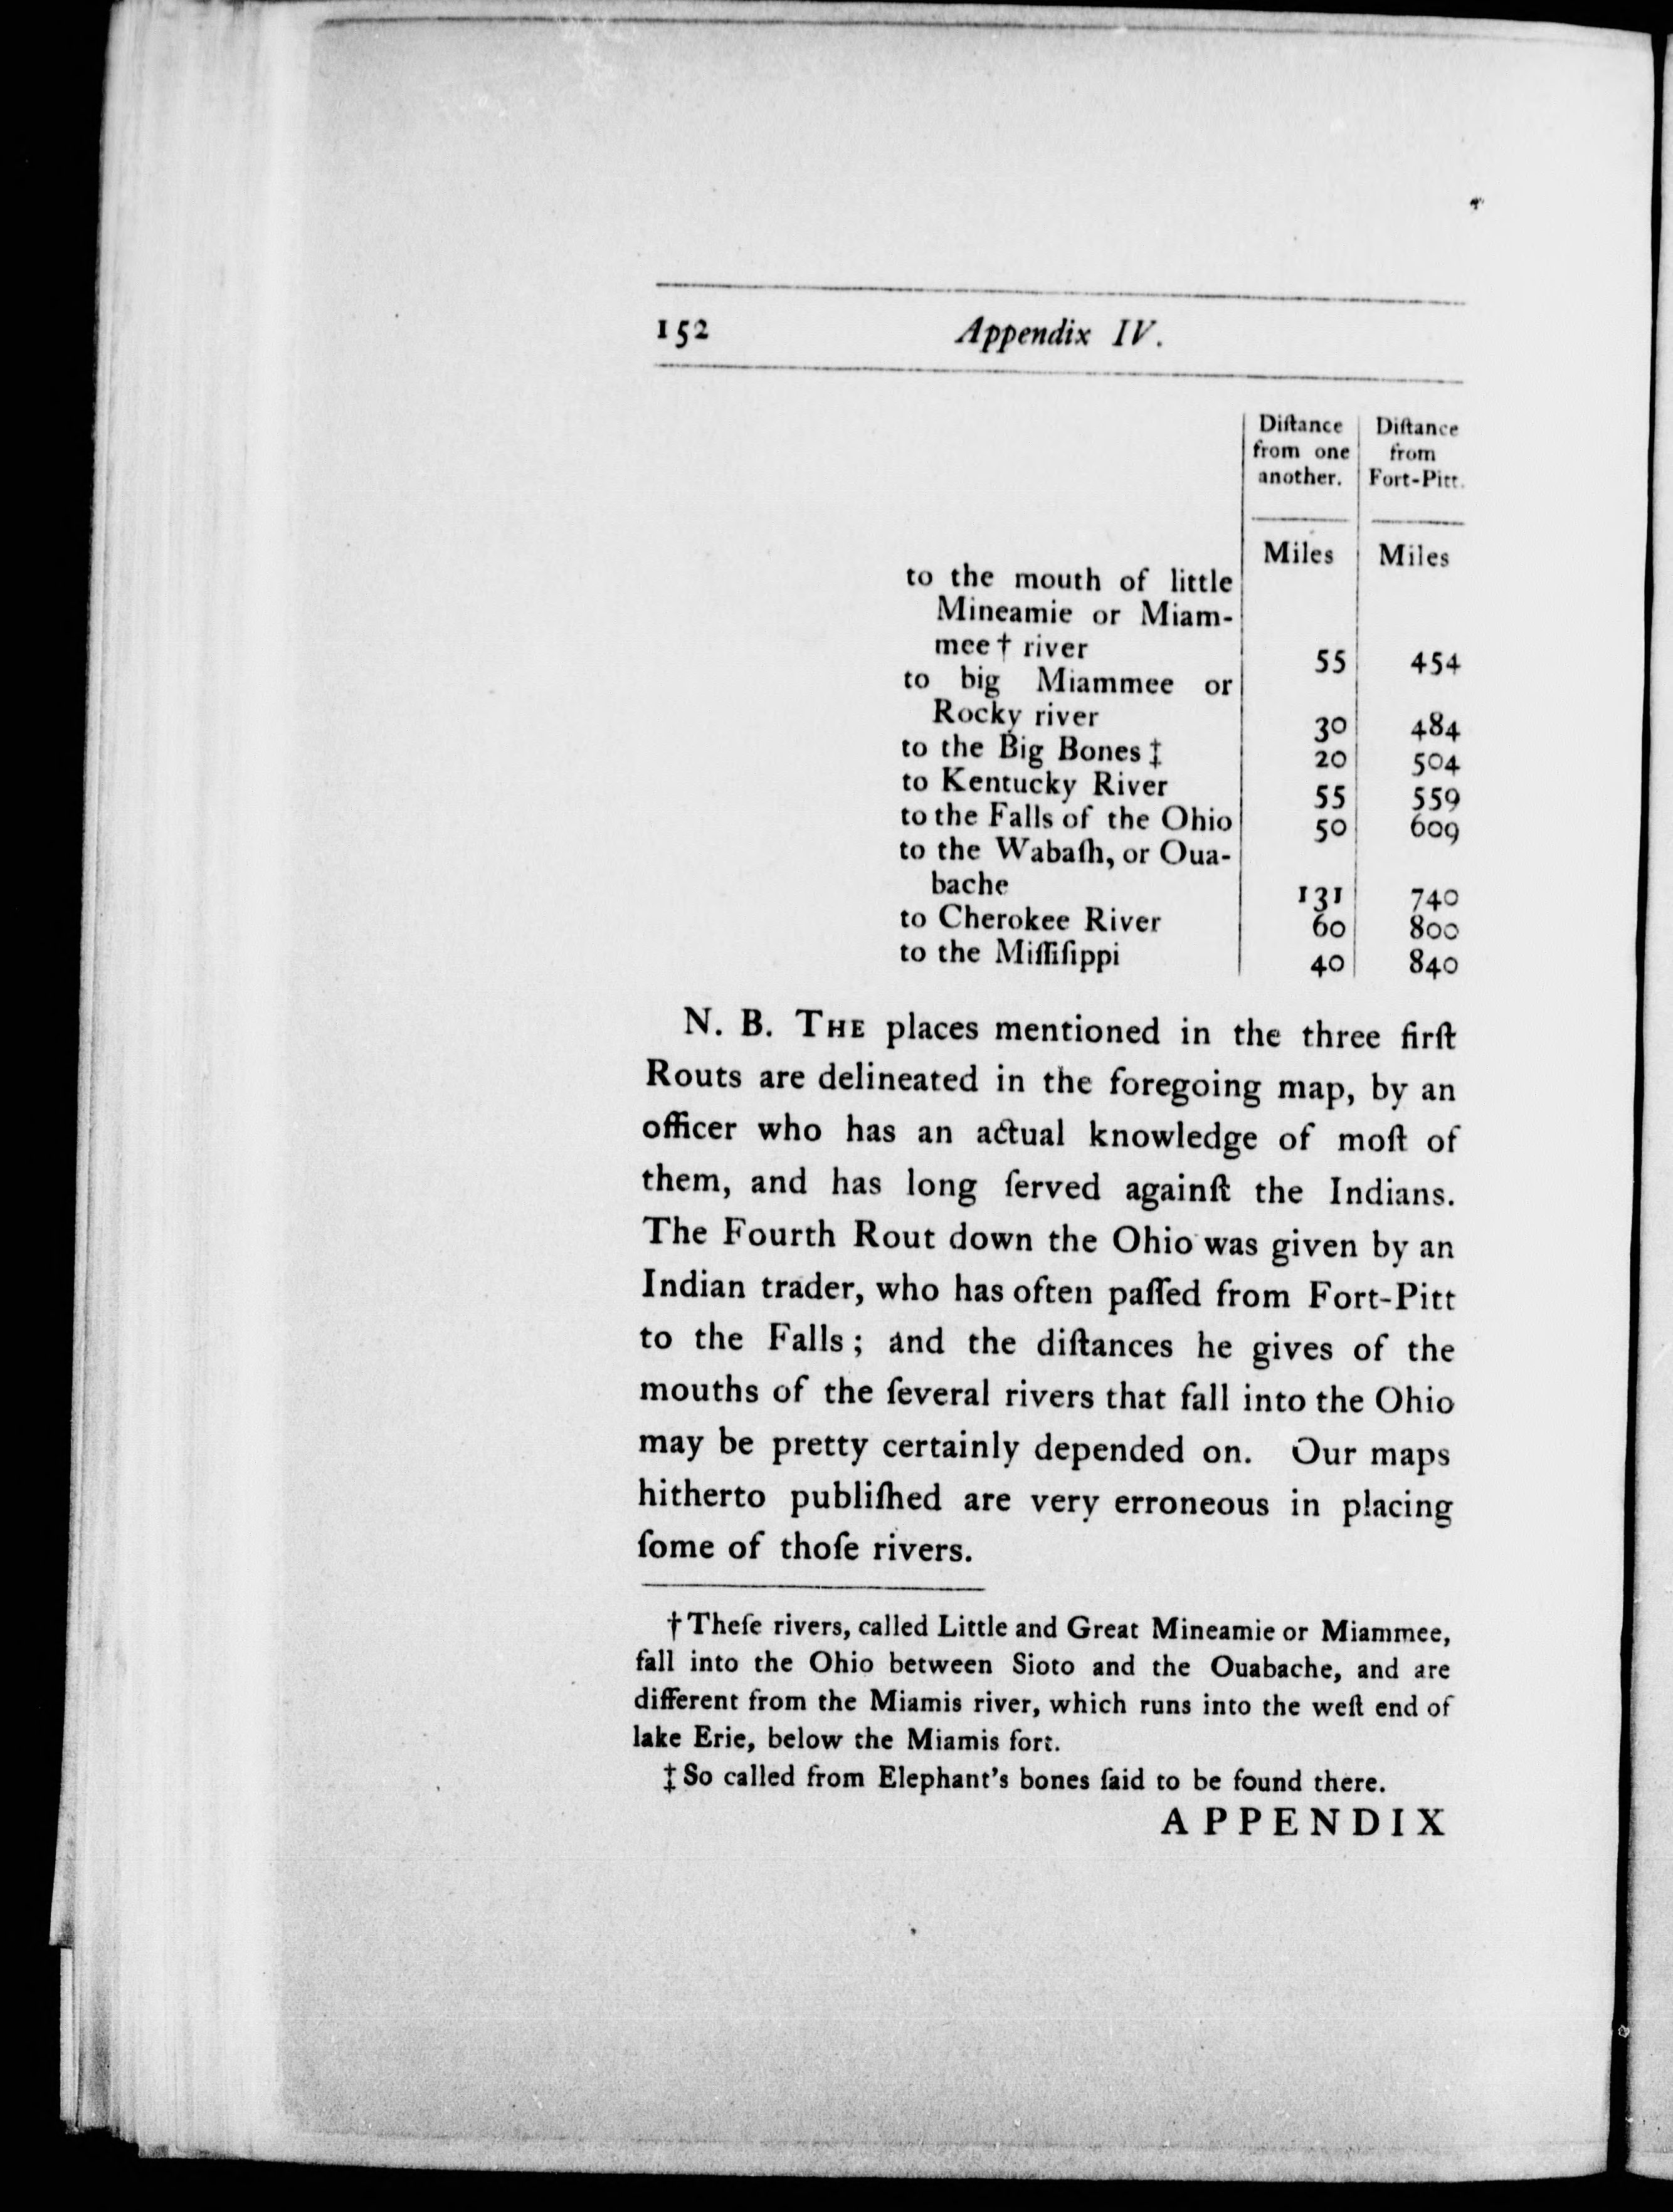 152 Appendix IV.
Diſtance from one another. Diſtance from Fort-Pitt.
Miles Miles
to the mouth of little
Mineamie or Miam-
mee † river 55 454
to big Miammee or
Rocky river 30 484
to the Big Bones ‡ 20 504
to Kentucky River 55 559
to the Falls of the Ohio 50 609
to the Wabaſh, or Oua-
bache 131 740
to Cherokee River 60 800
to the Miſſiſippi 40 840
N. B. THE places mentioned in the three firſt
Routs are delineated in the foregoing map, by an
officer who has an actual knowledge of moſt of
them, and has long ſerved againſt the Indians.
The Fourth Rout down the Ohio was given by an
Indian trader, who has often paſſed from Fort-Pitt
to the Falls; and the diſtances he gives of the
mouths of the ſeveral rivers that fall into the Ohio
may be pretty certainly depended on. Our maps
hitherto publiſhed are very erroneous in placing
ſome of thoſe rivers.
† Theſe rivers, called Little and Great Mineamie or Miammee,
fall into the Ohio between Sioto and the Ouabache, and are
different from the Miamis river, which runs into the weſt end of
lake Erie, below the Miamis fort.
‡ So called from Elephant's bones ſaid to be found there.
APPENDIX